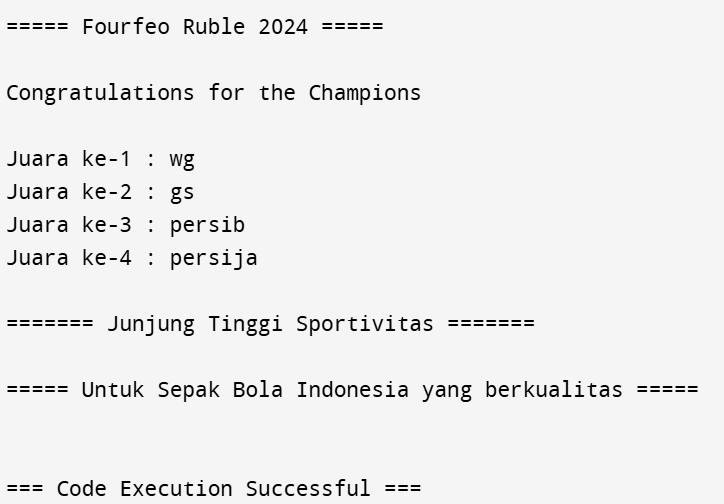 ===== Fourfeo Ruble 2024 =====
Congratulations for the Champions
Juara ke-1 : wg
Juara ke-2 : gs
Juara ke-3 : persib
Juara ke-4 : persija
======= Junjung Tinggi Sportivitas =======
===== Untuk Sepak Bola Indonesia yang berkualitas =====
=== Code Execution Successful ===